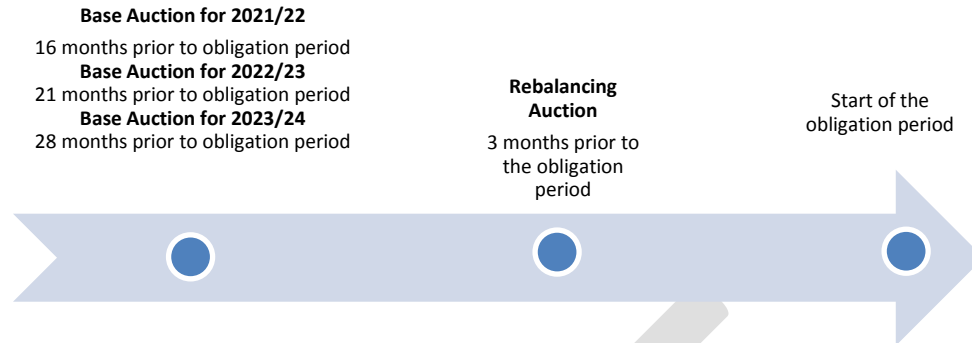 Base Auction for 2021/22
16 months prior to obligation period
Base Auction for 2022/23
21 months prior to obligation period
Base Auction for 2023/24
28 months prior to obligation period
Rebalancing
Auction
3 months prior to
the obligation
period
Start of the
obligation period